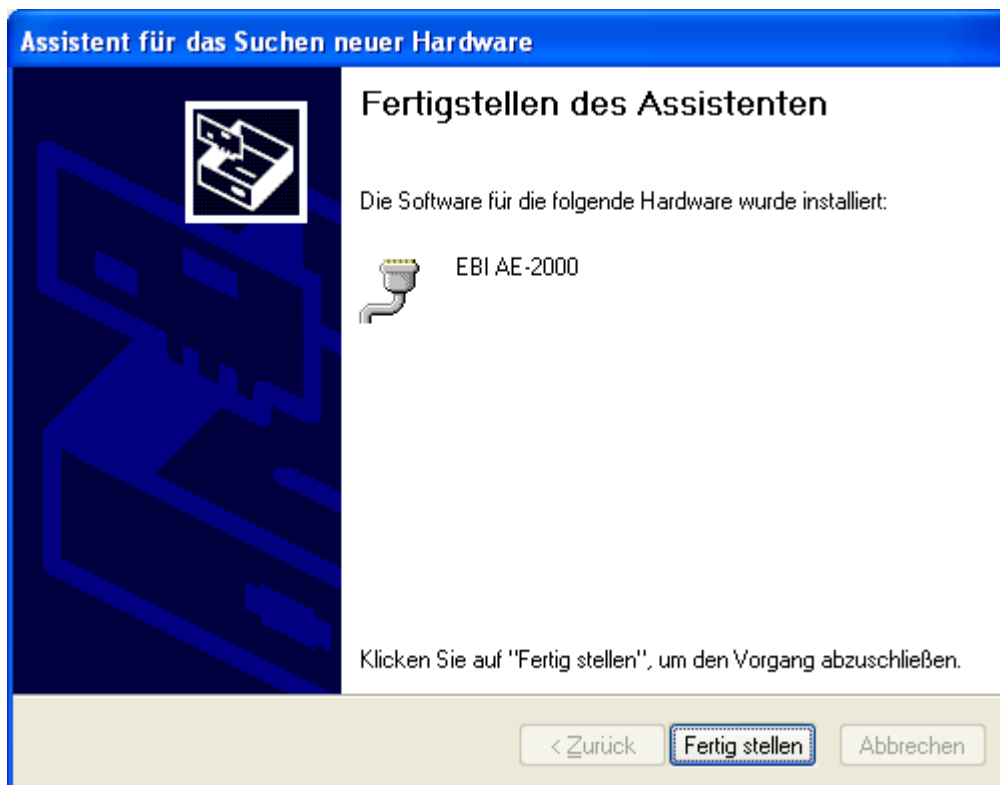 Assistent für das Suchen neuer Hardware
Fertigstellen des Assistenten
Die Software für die folgende Hardware wurde installiert:
EBI AE-2000
Klicken Sie auf "Fertig stellen", um den Vorgang abzuschließen.
< Zurück Fertig stellen Abbrechen